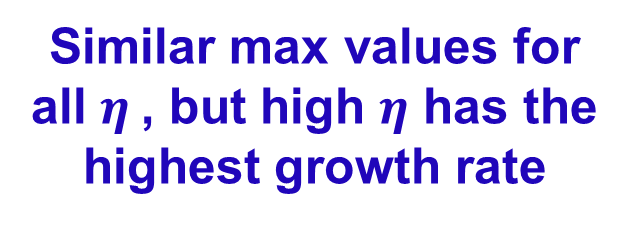 Similar max values for
all η , but high η has the
highest growth rate